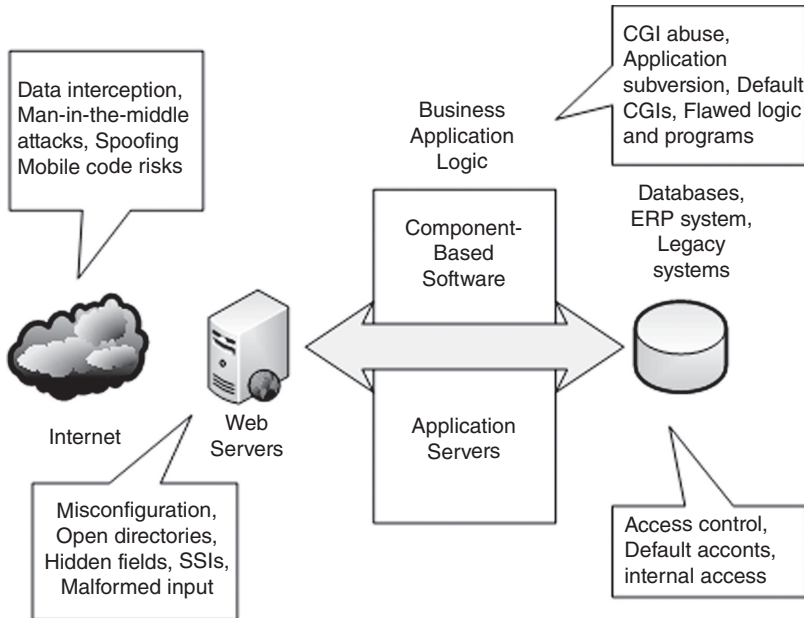 Data interception,
Man-in-the-middle
attacks, Spoofing
Mobile code risks
CGI abuse,
Application
subversion, Default
CGIs, Flawed logic
and programs
Business
Application
Logic
Component-
Based
Software
Databases,
ERP system,
Legacy
systems
Internet
Web
Servers
Application
Servers
Misconfiguration,
Open directories,
Hidden fields, SSIs,
Malformed input
Access control,
Default acconts,
internal access